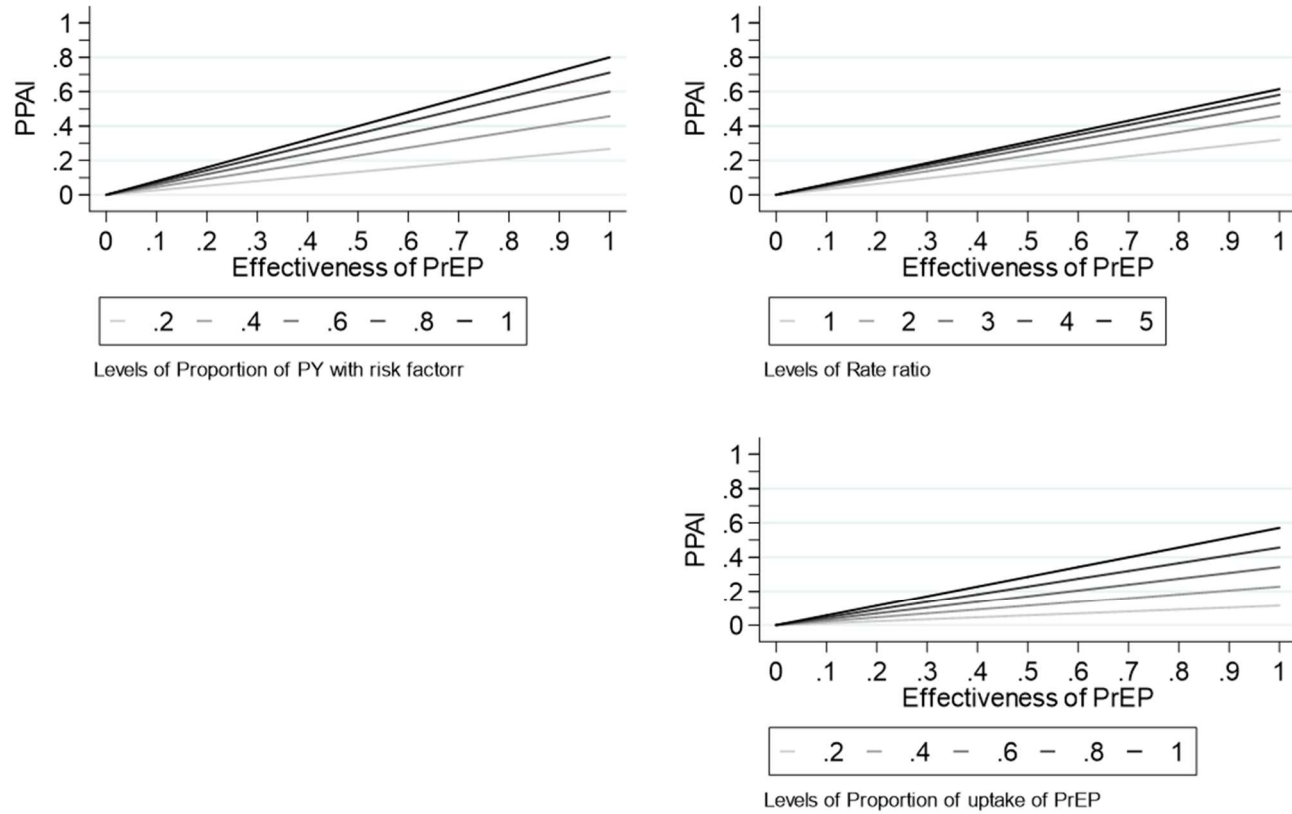 1
.8
.6
.4
.2
0
PPAI
0 .1 .2 .3 .4 .5 .6 .7 .8 .9 1
Effectiveness of PrEP
.2 .4 .6 .8 1
Levels of Proportion of PY with risk factorr
1
.8
.6
.4
.2
0
PPAI
0 .1 .2 .3 .4 .5 .6 .7 .8 .9 1
Effectiveness of PrEP
1 2 3 4 5
Levels of Rate ratio
1
.8
.6
.4
.2
0
PPAI
0 .1 .2 .3 .4 .5 .6 .7 .8 .9 1
Effectiveness of PrEP
.2 .4 .6 .8 1
Levels of Proportion of uptake of PrEP